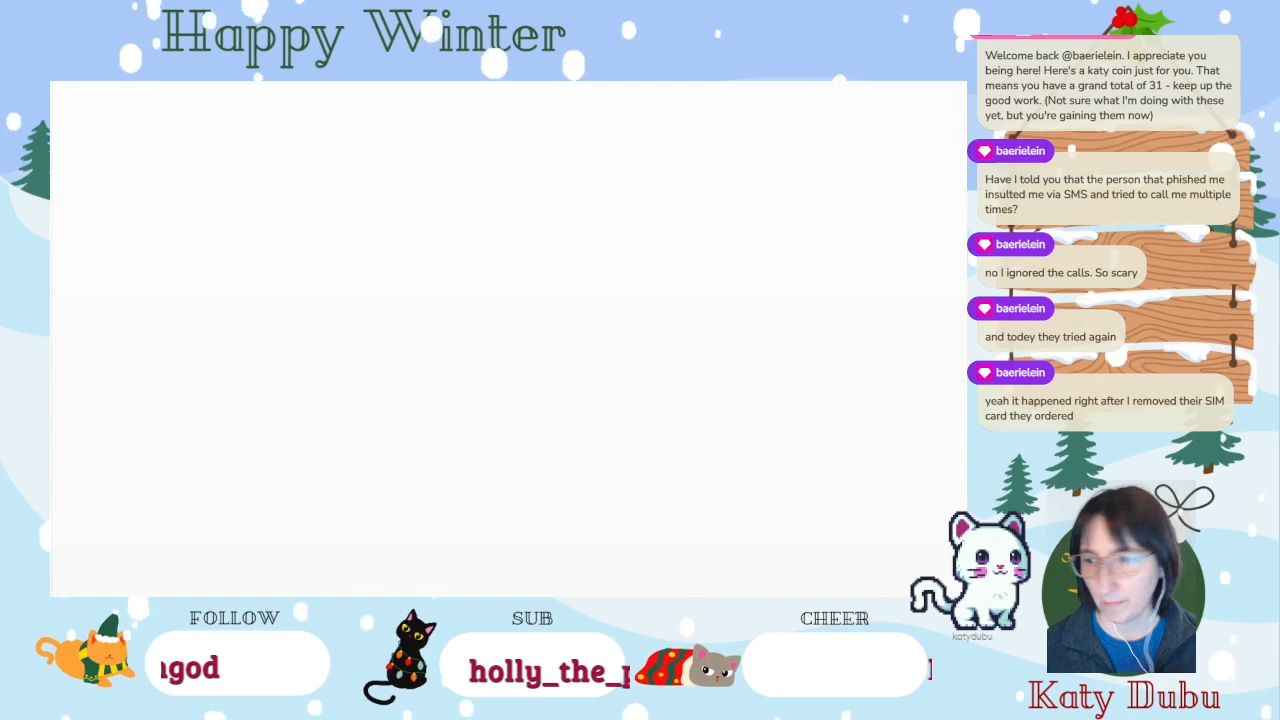 Happy Winter
Welcome back @baerielein. I appreciate you
being here! Here's a katy coin just for you. That
means you have a grand total of 31 - keep up the
good work. (Not sure what I'm doing with these
yet, but you're gaining them now)
baerielein
Have I told you that the person that phished me
insulted me via SMS and tried to call me multiple
times?
baerielein
no I ignored the calls. So scary
baerielein
and todey they tried again
baerielein
yeah it happened right after I removed their SIM
card they ordered
katydubu
FOLLOW
SUB
CHEER
holly_the_
Katy Dubu